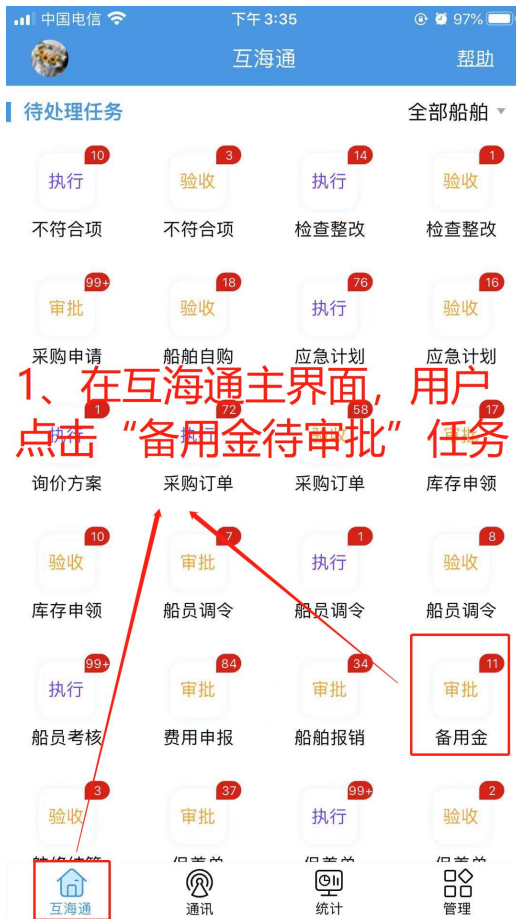 中国电信 下午3:35 97%
互海通 帮助
待处理任务 全部船舶
10 3 14 1
执行 验收 执行 验收
不符合项 不符合项 检查整改 检查整改
99+ 18 76 16
审批 验收 执行 验收
采购申请 船舶自购 应急计划 应急计划
1、在互海通主界面，用户
点击“备用金待审批”任务
1 72 58 17
询价方案 采购订单 采购订单 库存申领
10 7 1 8
验收 审批 执行 验收
库存申领 船员调令 船员调令 船员调令
99+ 84 34 11
执行 审批 审批 审批
船员考核 费用申报 船舶报销 备用金
3 37 99+ 2
验收 审批 执行 验收
互海通 通讯 统计 管理